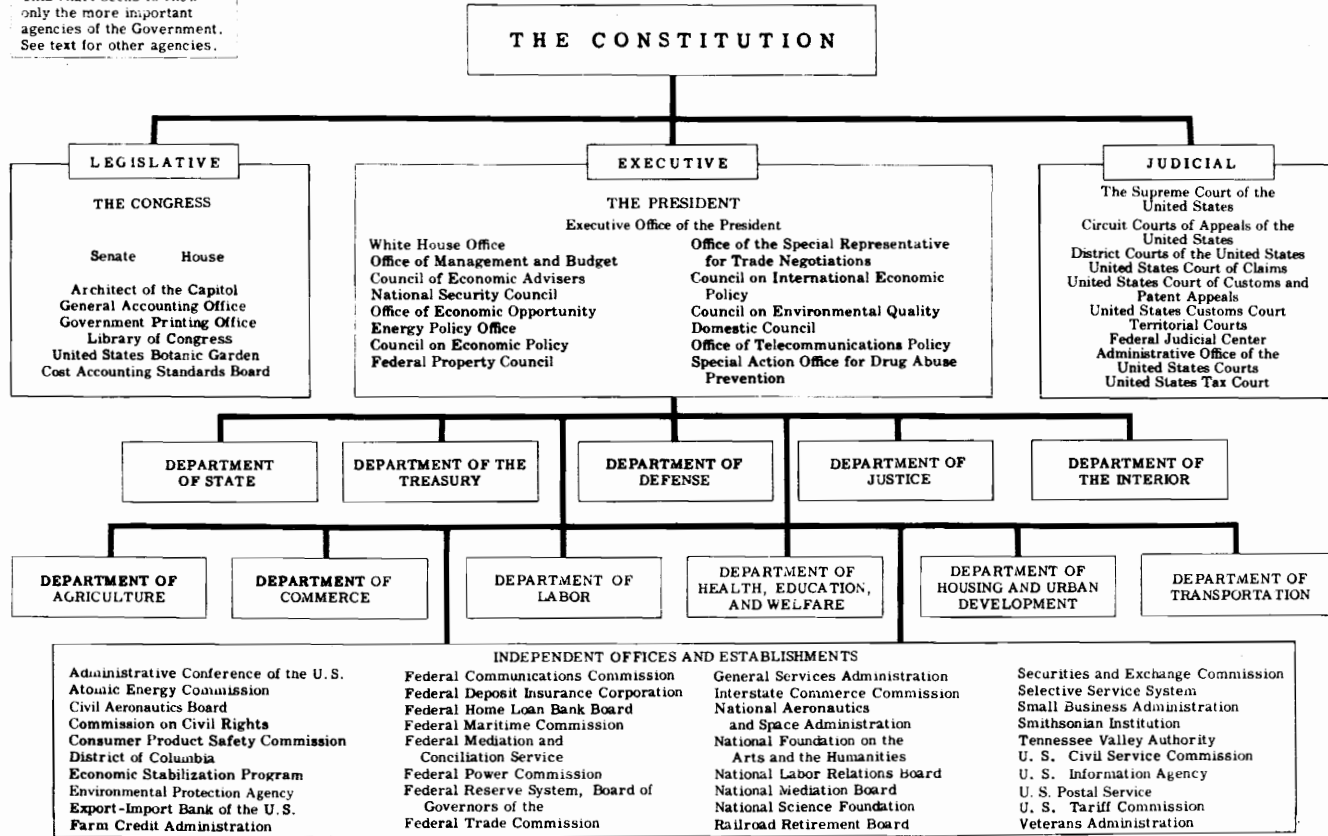 only the more important
agencies of the Government.
See text for other agencies.
THE CONSTITUTION
LEGISLATIVE
THE CONGRESS
Senate House
Architect of the Capitol
General Accounting Office
Government Printing Office
Library of Congress
United States Botanic Garden
Cost Accounting Standards Board
EXECUTIVE
THE PRESIDENT
Executive Office of the President
White House Office
Office of Management and Budget
Council of Economic Advisers
National Security Council
Office of Economic Opportunity
Energy Policy Office
Council on Economic Policy
Federal Property Council
Office of the Special Representative
for Trade Negotiations
Council on International Economic
Policy
Council on Environmental Quality
Domestic Council
Office of Telecommunications Policy
Special Action Office for Drug Abuse
Prevention
JUDICIAL
The Supreme Court of the
United States
Circuit Courts of Appeals of the
United States
District Courts of the United States
United States Court of Claims
United States Court of Customs and
Patent Appeals
United States Customs Court
Territorial Courts
Federal Judicial Center
Administrative Office of the
United States Courts
United States Tax Court
DEPARTMENT
OF STATE
DEPARTMENT OF THE
TREASURY
DEPARTMENT OF
DEFENSE
DEPARTMENT OF
JUSTICE
DEPARTMENT OF
THE INTERIOR
DEPARTMENT OF
AGRICULTURE
DEPARTMENT OF
COMMERCE
DEPARTMENT OF
LABOR
DEPARTMENT OF
HEALTH, EDUCATION,
AND WELFARE
DEPARTMENT OF
HOUSING AND URBAN
DEVELOPMENT
DEPARTMENT OF
TRANSPORTATION
INDEPENDENT OFFICES AND ESTABLISHMENTS
Administrative Conference of the U.S.
Atomic Energy Commission
Civil Aeronautics Board
Commission on Civil Rights
Consumer Product Safety Commission
District of Columbia
Economic Stabilization Program
Environmental Protection Agency
Export-Import Bank of the U.S.
Farm Credit Administration
Federal Communications Commission
Federal Deposit Insurance Corporation
Federal Home Loan Bank Board
Federal Maritime Commission
Federal Mediation and
Conciliation Service
Federal Power Commission
Federal Reserve System, Board of
Governors of the
Federal Trade Commission
General Services Administration
Interstate Commerce Commission
National Aeronautics
and Space Administration
National Foundation on the
Arts and the Humanities
National Labor Relations Board
National Mediation Board
National Science Foundation
Railroad Retirement Board
Securities and Exchange Commission
Selective Service System
Small Business Administration
Smithsonian Institution
Tennessee Valley Authority
U. S. Civil Service Commission
U. S. Information Agency
U. S. Postal Service
U. S. Tariff Commission
Veterans Administration